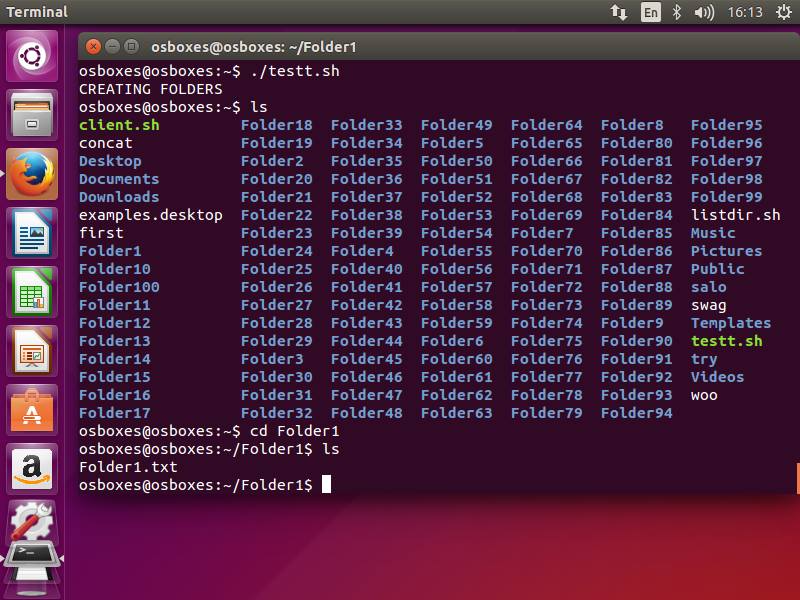 Terminal En 16:13
osboxes@osboxes: ~/Folder1
osboxes@osboxes:~$ ./testt.sh
CREATING FOLDERS
osboxes@osboxes:~$ ls
client.sh Folder18 Folder33 Folder49 Folder64 Folder8 Folder95
concat Folder19 Folder34 Folder5 Folder65 Folder80 Folder96
Desktop Folder2 Folder35 Folder50 Folder66 Folder81 Folder97
Documents Folder20 Folder36 Folder51 Folder67 Folder82 Folder98
Downloads Folder21 Folder37 Folder52 Folder68 Folder83 Folder99
examples.desktop Folder22 Folder38 Folder53 Folder69 Folder84 listdir.sh
first Folder23 Folder39 Folder54 Folder7 Folder85 Music
Folder1 Folder24 Folder4 Folder55 Folder70 Folder86 Pictures
Folder10 Folder25 Folder40 Folder56 Folder71 Folder87 Public
Folder100 Folder26 Folder41 Folder57 Folder72 Folder88 salo
Folder11 Folder27 Folder42 Folder58 Folder73 Folder89 swag
Folder12 Folder28 Folder43 Folder59 Folder74 Folder9 Templates
Folder13 Folder29 Folder44 Folder6 Folder75 Folder90 testt.sh
Folder14 Folder3 Folder45 Folder60 Folder76 Folder91 try
Folder15 Folder30 Folder46 Folder61 Folder77 Folder92 Videos
Folder16 Folder31 Folder47 Folder62 Folder78 Folder93 woo
Folder17 Folder32 Folder48 Folder63 Folder79 Folder94
osboxes@osboxes:~$ cd Folder1
osboxes@osboxes:~/Folder1$ ls
Folder1.txt
osboxes@osboxes:~/Folder1$